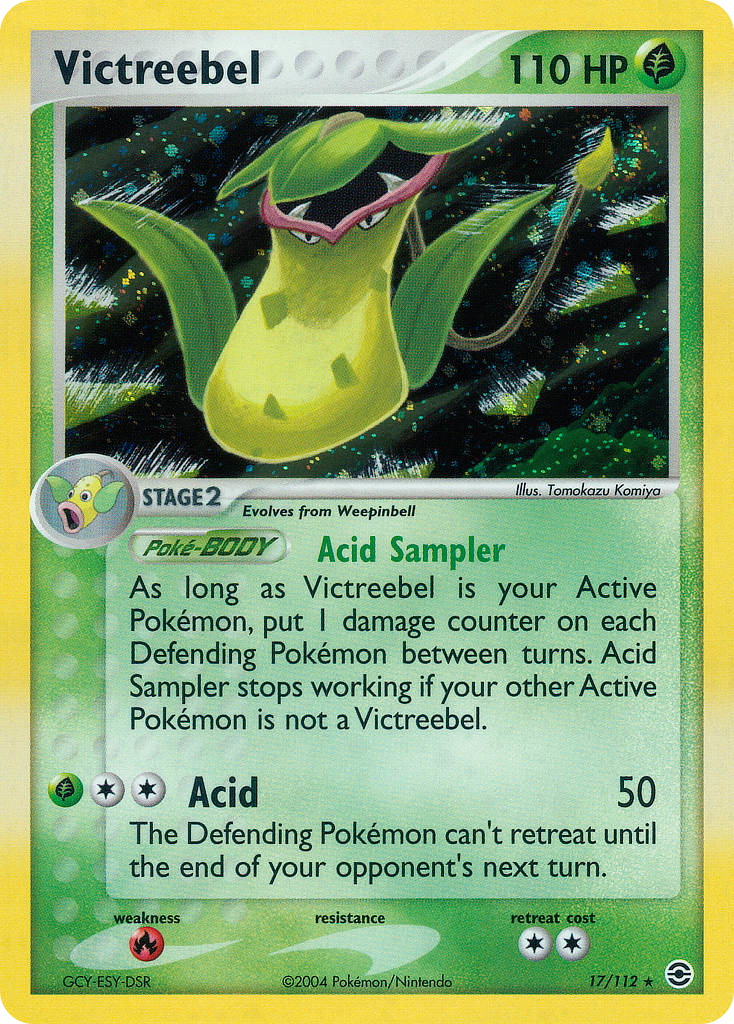 Victreebel 110 HP
Illus. Tomokazu Komiya
STAGE2
Evolves from Weepinbell
Poké-BODY Acid Sampler
As long as Victreebel is your Active
Pokémon, put 1 damage counter on each
Defending Pokémon between turns. Acid
Sampler stops working if your other Active
Pokémon is not a Victreebel.
Acid 50
The Defending Pokémon can't retreat until
the end of your opponent's next turn.
weakness resistance retreat cost
GCY-ESY-DSR ©2004 Pokémon/Nintendo 17/112 ★